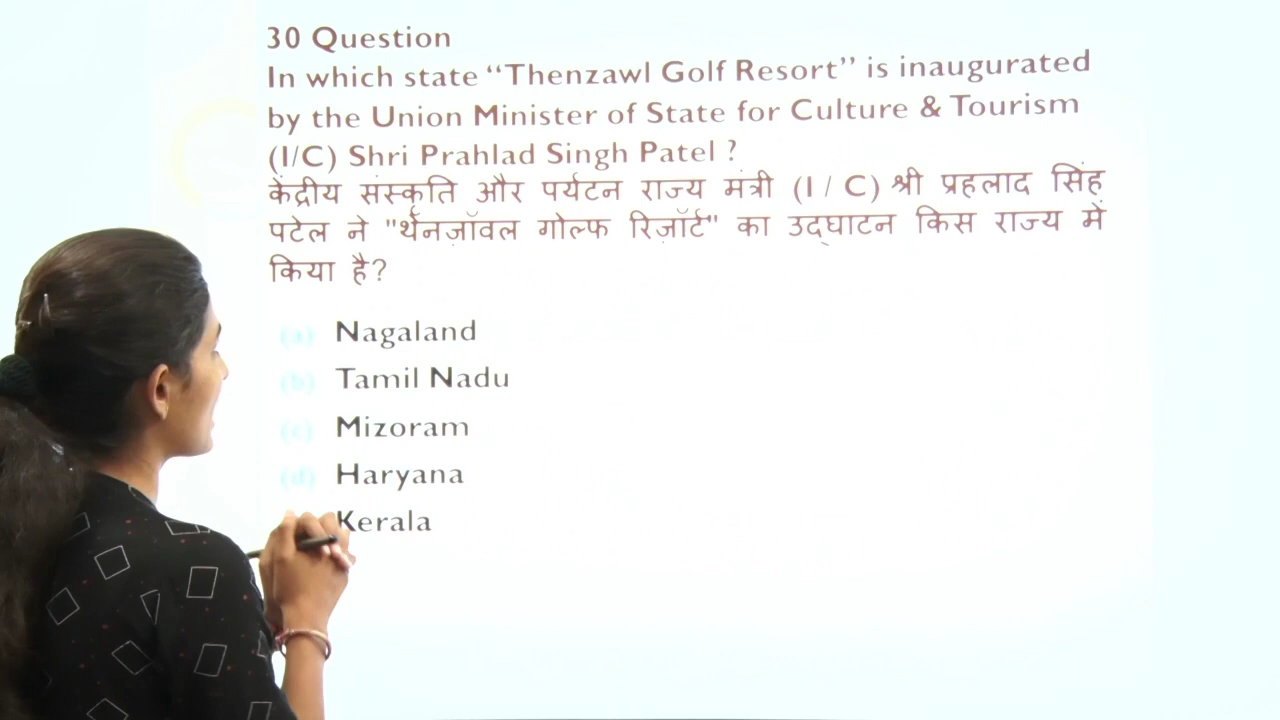 30 Question
In which state “Thenzawl Golf Resort” is inaugurated
by the Union Minister of State for Culture & Tourism
(I/C) Shri Prahlad Singh Patel ?
केंद्रीय संस्कृति और पर्यटन राज्य मंत्री (I / C) श्री प्रहलाद सिंह
पटेल ने "थेंनज़ॉवल गोल्फ रिज़ॉर्ट" का उद्घाटन किस राज्य में
किया है?
(a) Nagaland
(b) Tamil Nadu
(c) Mizoram
(d) Haryana
Kerala